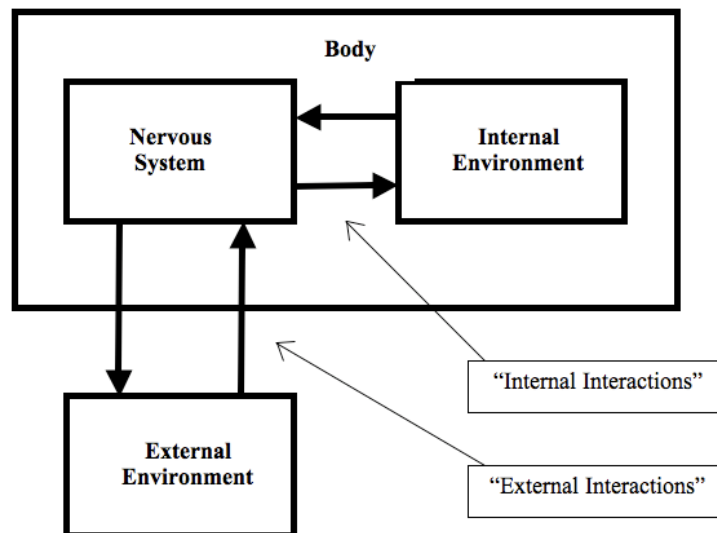 Body
Nervous
System
Internal
Environment
“Internal Interactions”
External
Environment
“External Interactions”